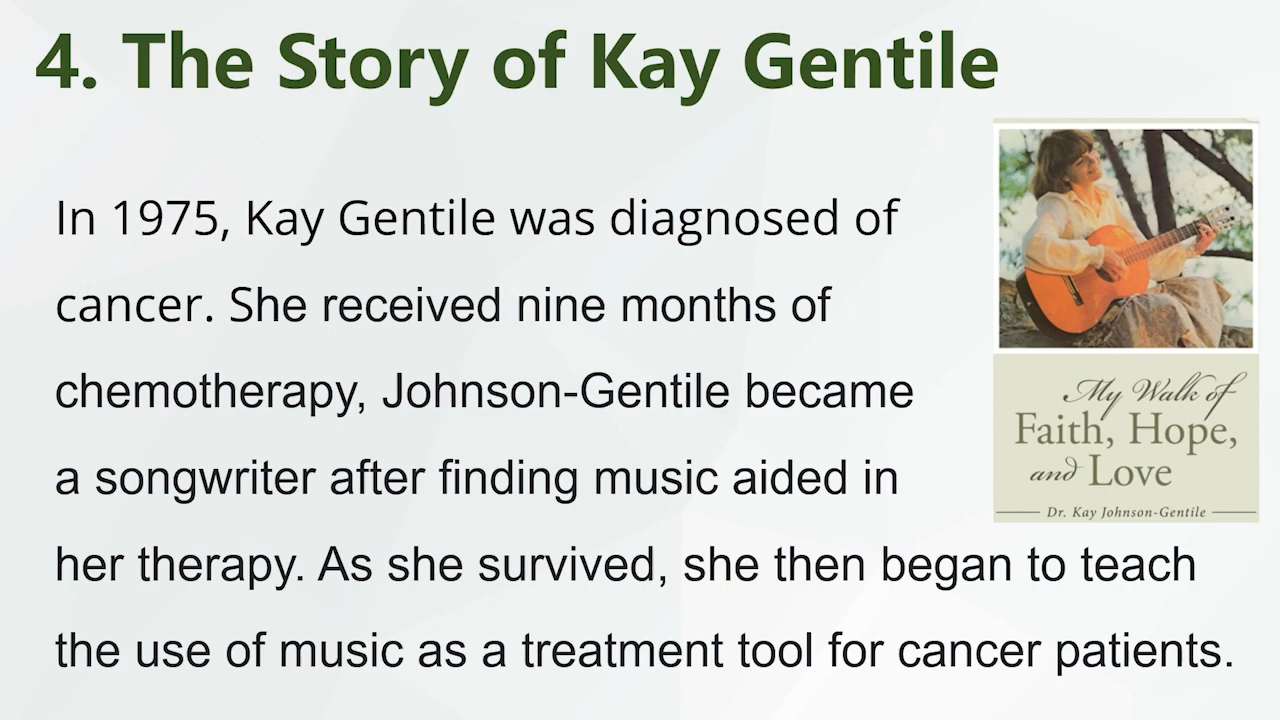 4. The Story of Kay Gentile
In 1975, Kay Gentile was diagnosed of
cancer. She received nine months of
chemotherapy, Johnson-Gentile became
a songwriter after finding music aided in
her therapy. As she survived, she then began to teach
the use of music as a treatment tool for cancer patients.
My Walk of
Faith, Hope,
and Love
Dr. Kay Johnson-Gentile